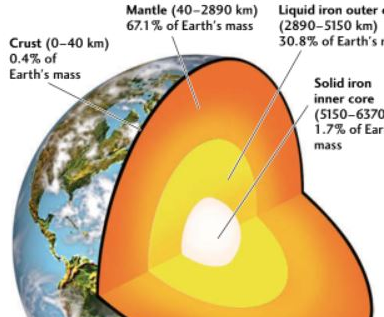 Mantle (40–2890 km)
67.1% of Earth's mass
Liquid iron outer
(2890–5150 km)
30.8% of Earth's
Crust (0–40 km)
0.4% of
Earth's mass
Solid iron
inner core
(5150–6370
1.7% of
mass